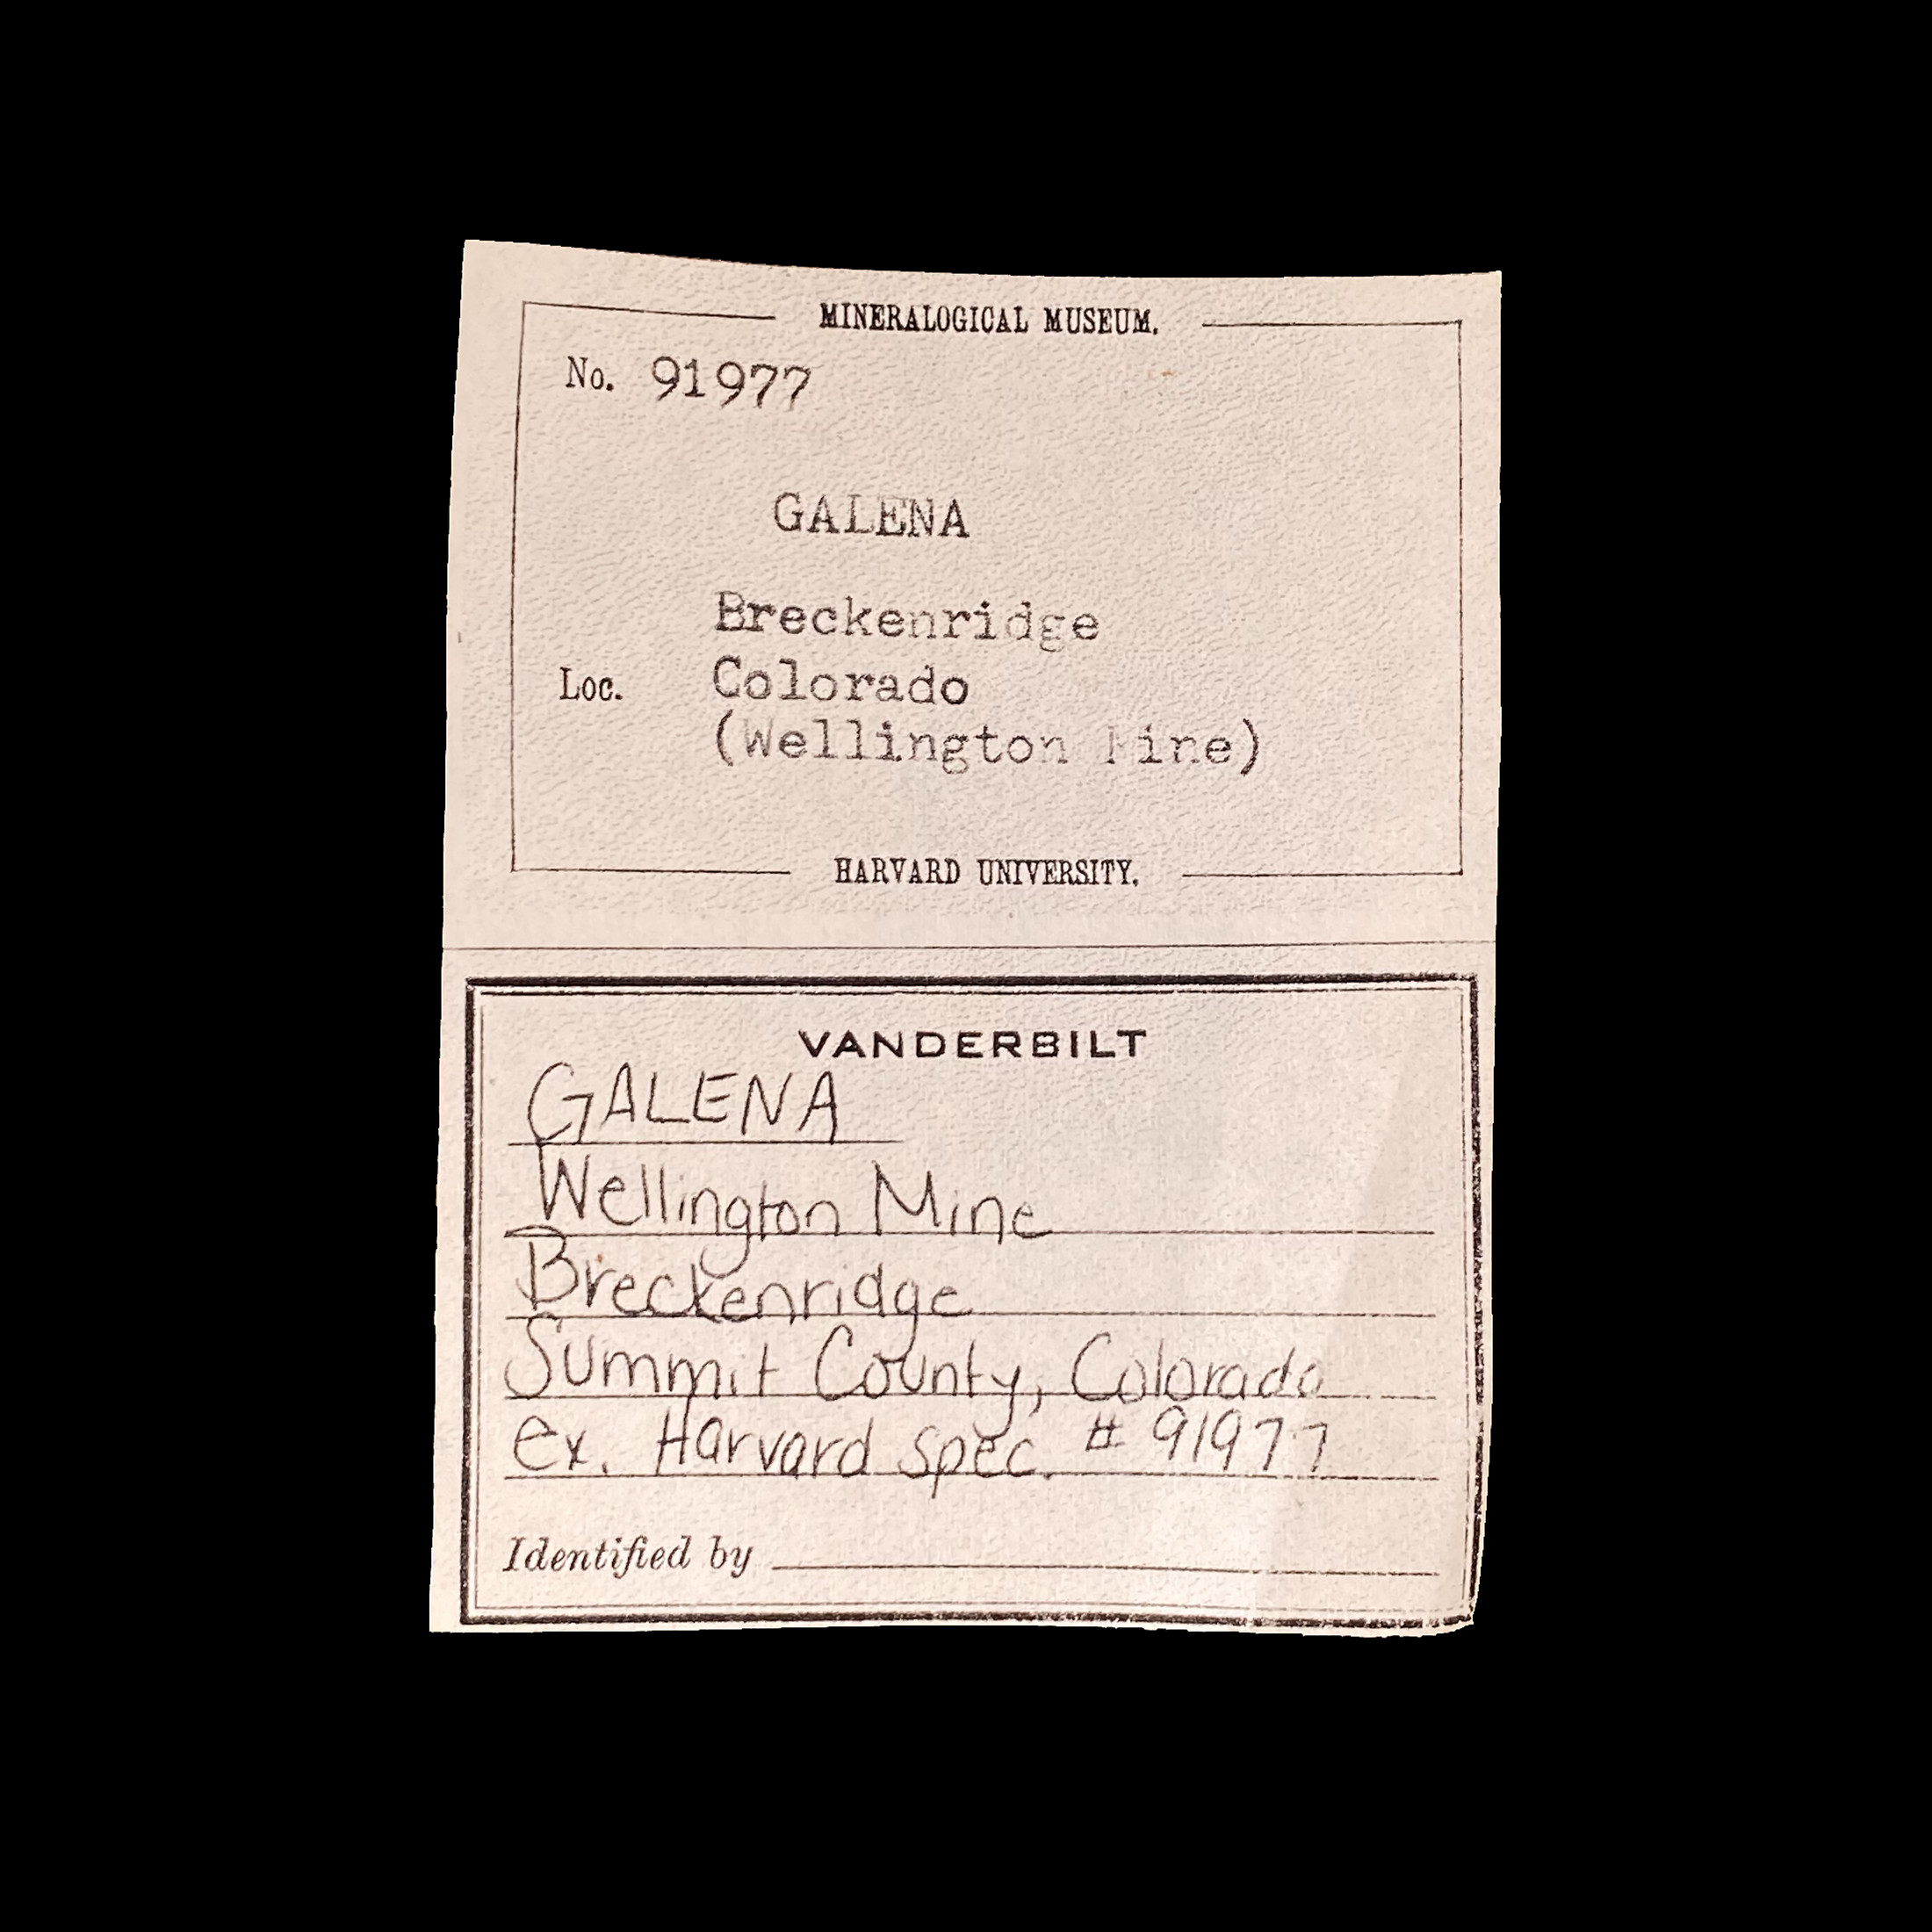 MINERALOGICAL MUSEUM.
No. 91977
GALENA
Breckenridge
Loc. Colorado
(Wellington Mine)
HARVARD UNIVERSITY.
VANDERBILT
GALENA
Wellington Mine
Breckenridge
Summit County, Colorado
ex. Harvard spec. # 91977
Identified by